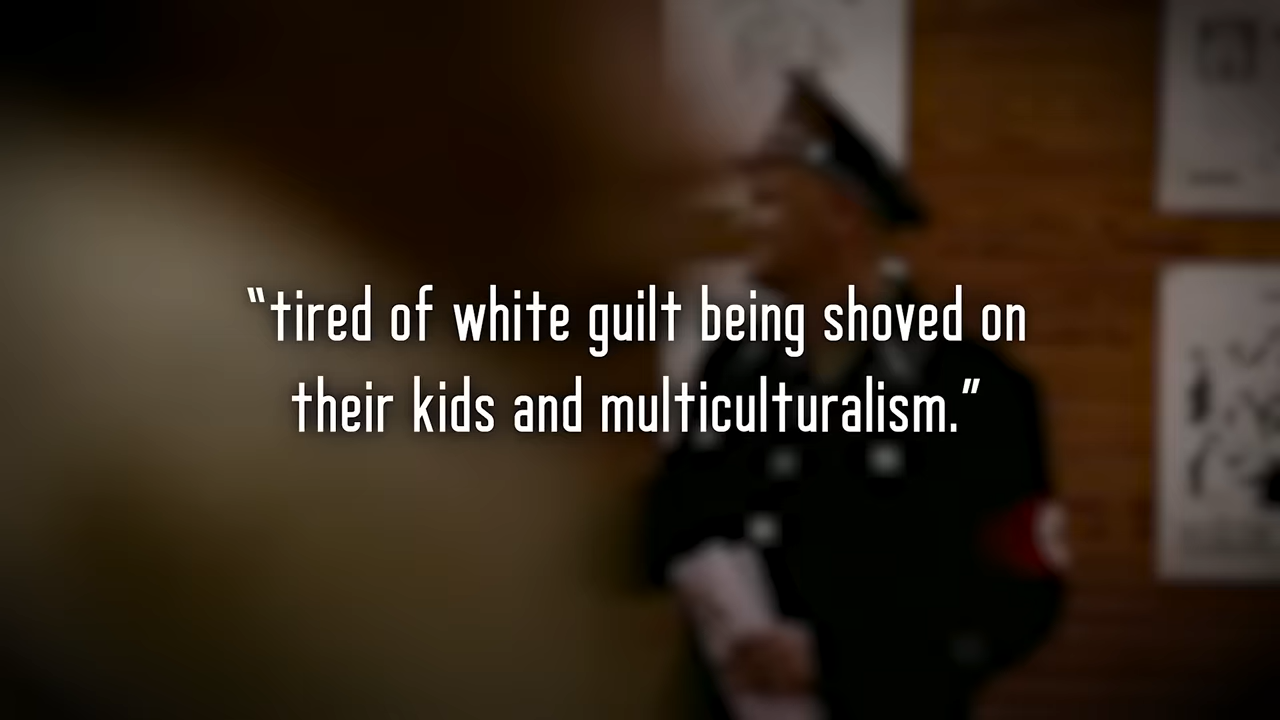 “tired of white guilt being shoved on
their kids and multiculturalism.”